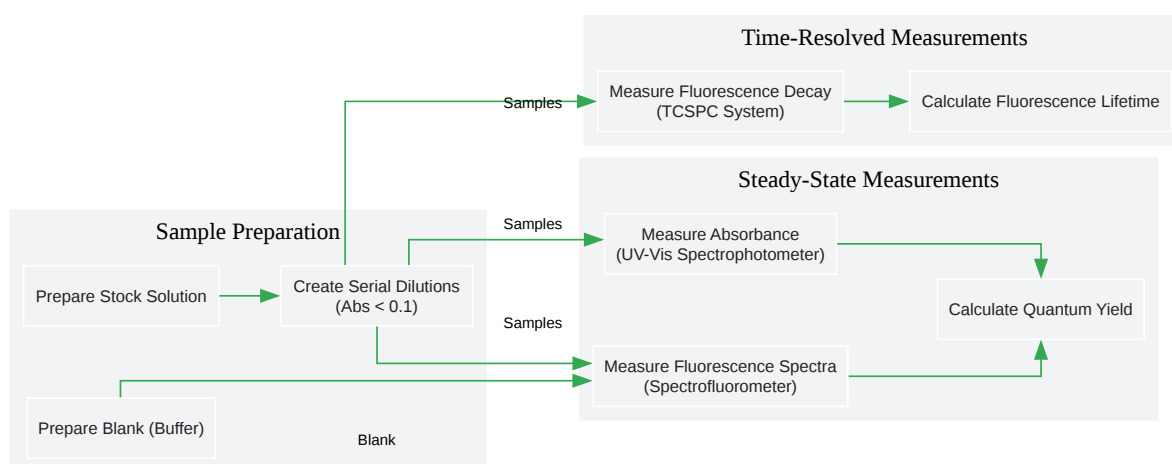 Time-Resolved Measurements
Samples
Measure Fluorescence Decay
(TCSPC System)
Calculate Fluorescence Lifetime
Steady-State Measurements
Sample Preparation
Samples
Measure Absorbance
(UV-Vis Spectrophotometer)
Prepare Stock Solution
Create Serial Dilutions
(Abs < 0.1)
Calculate Quantum Yield
Samples
Measure Fluorescence Spectra
(Spectrofluorometer)
Prepare Blank (Buffer)
Blank